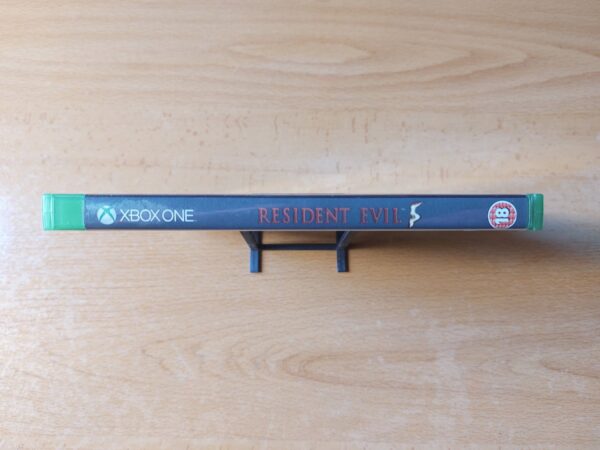 XBOX ONE
RESIDENT EVIL 5
18